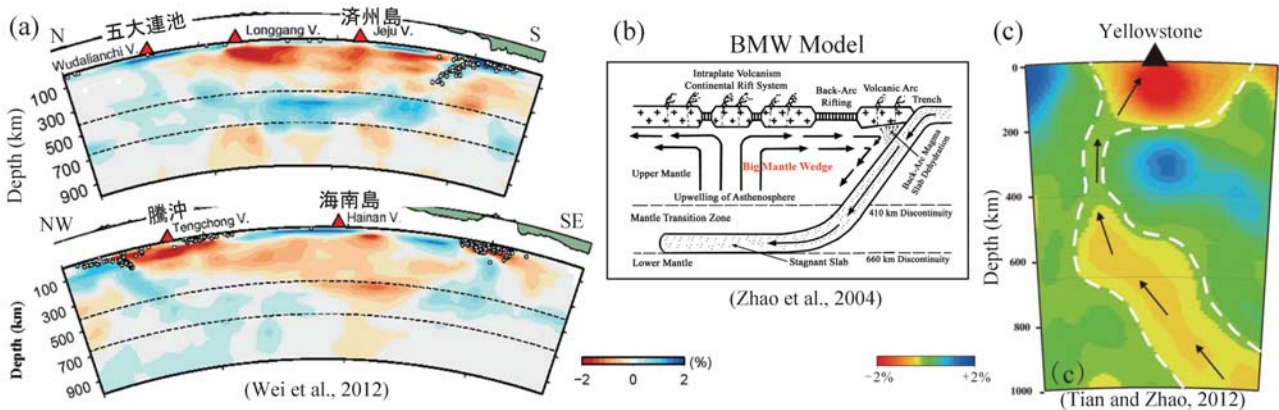 (a)
N
五大連池
済州島
S
Wudalianchi V.
Longgang V.
Jeju V.
Depth (km)
100
300
500
700
900
NW
騰沖
海南島
SE
Tengchong V.
Hainan V.
Depth (km)
100
300
500
700
900
(Wei et al., 2012)
−2 0 2
(%)
(b)
BMW Model
Intraplate Volcanism
Continental Rift System
Back-Arc
Rifting
Volcanic Arc
Trench
Big Mantle Wedge
Back-Arc Magma
Slab Dehydration
Upper Mantle
Upwelling of Asthenosphere
Mantle Transition Zone
410 km Discontinuity
Lower Mantle
Stagnant Slab
660 km Discontinuity
(Zhao et al., 2004)
−2% +2%
(c)
Yellowstone
Depth (km)
0
200
400
600
800
1000
(c)
(Tian and Zhao, 2012)